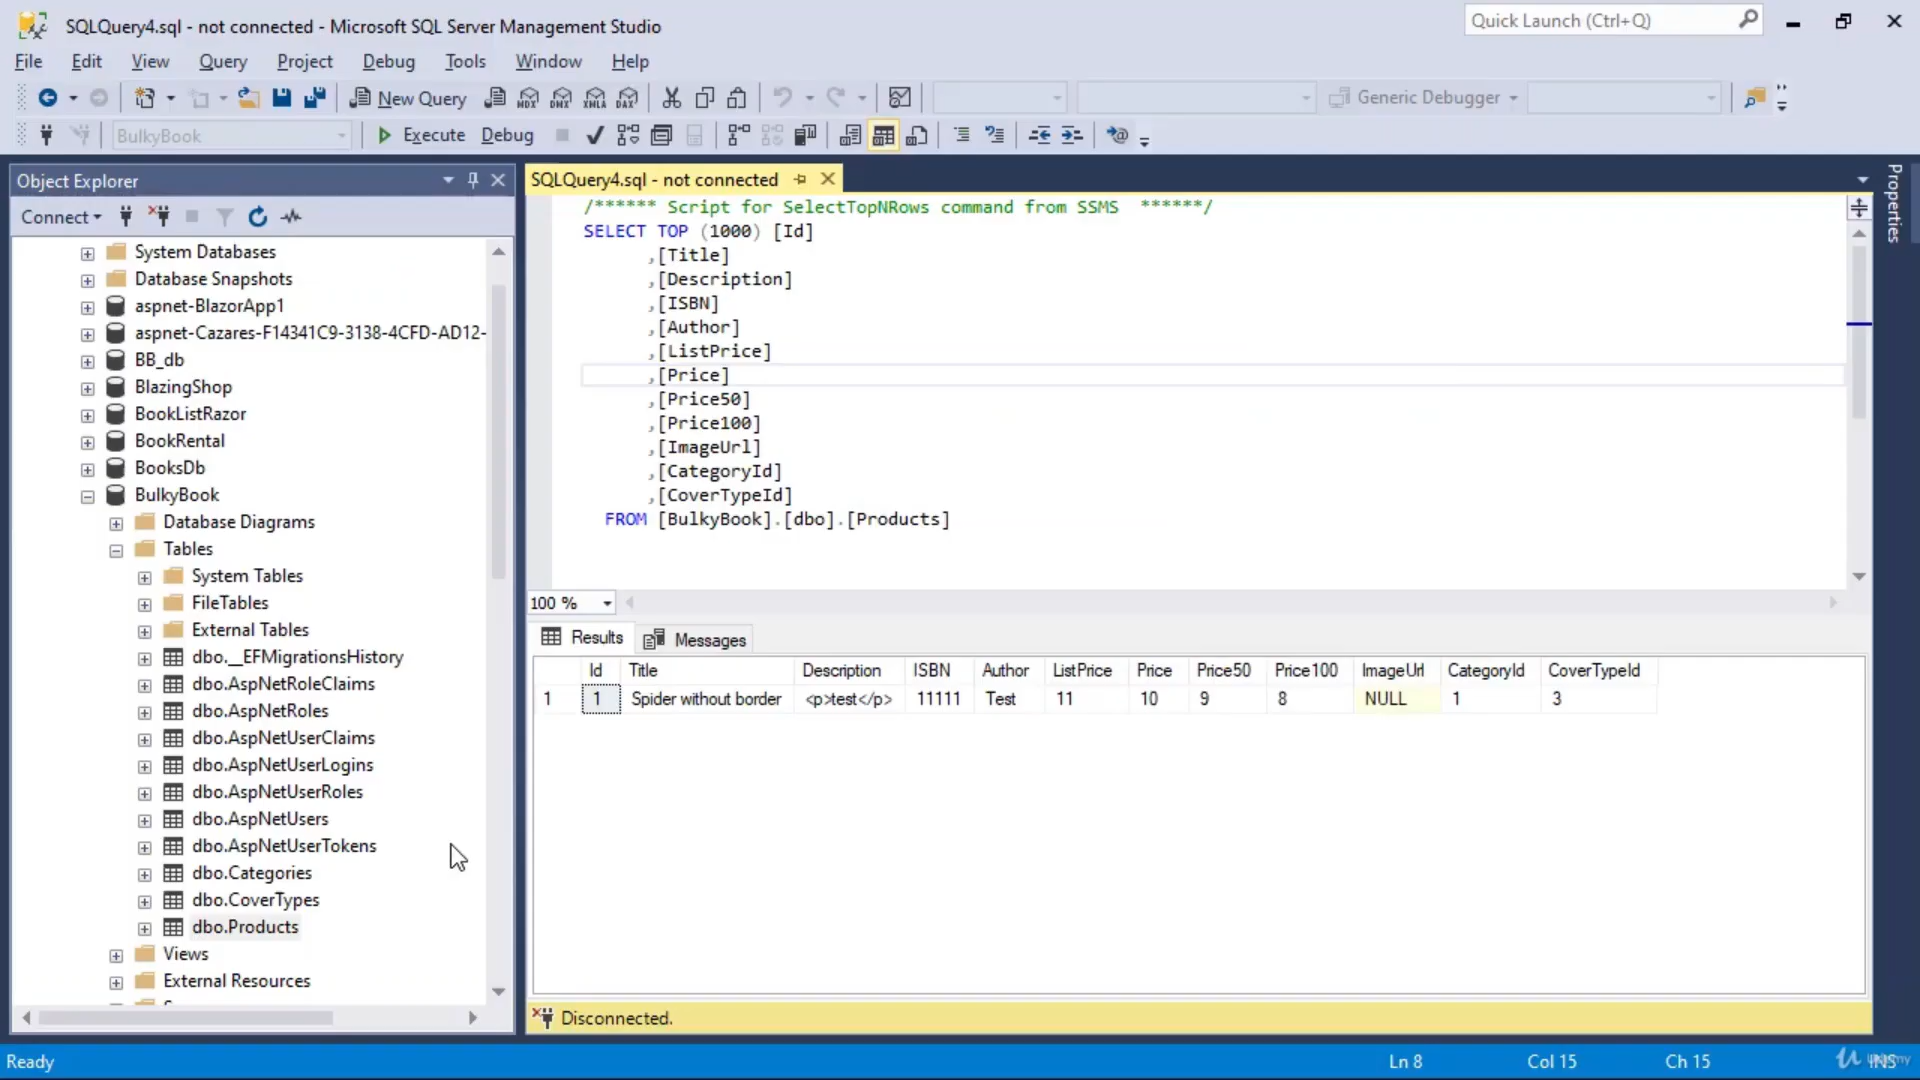 SQLQuery4.sql - not connected - Microsoft SQL Server Management Studio
Quick Launch (Ctrl+Q)
File Edit View Query Project Debug Tools Window Help
New Query MDX DMX XMLA DAX Generic Debugger
BulkyBook Execute Debug
Object Explorer
Connect
System Databases
Database Snapshots
aspnet-BlazorApp1
aspnet-Cazares-F14341C9-3138-4CFD-AD12-
BB_db
BlazingShop
BookListRazor
BookRental
BooksDb
BulkyBook
Database Diagrams
Tables
System Tables
FileTables
External Tables
dbo.__EFMigrationsHistory
dbo.AspNetRoleClaims
dbo.AspNetRoles
dbo.AspNetUserClaims
dbo.AspNetUserLogins
dbo.AspNetUserRoles
dbo.AspNetUsers
dbo.AspNetUserTokens
dbo.Categories
dbo.CoverTypes
dbo.Products
Views
External Resources
SQLQuery4.sql - not connected
/****** Script for SelectTopNRows command from SSMS ******/
SELECT TOP (1000) [Id]
,[Title]
,[Description]
,[ISBN]
,[Author]
,[ListPrice]
,[Price]
,[Price50]
,[Price100]
,[ImageUrl]
,[CategoryId]
,[CoverTypeId]
FROM [BulkyBook].[dbo].[Products]
100 %
Results Messages
Id Title Description ISBN Author ListPrice Price Price50 Price100 ImageUrl CategoryId CoverTypeId
1 1 Spider without border <p>test</p> 11111 Test 11 10 9 8 NULL 1 3
Disconnected.
Properties
Ready Ln 8 Col 15 Ch 15 INS